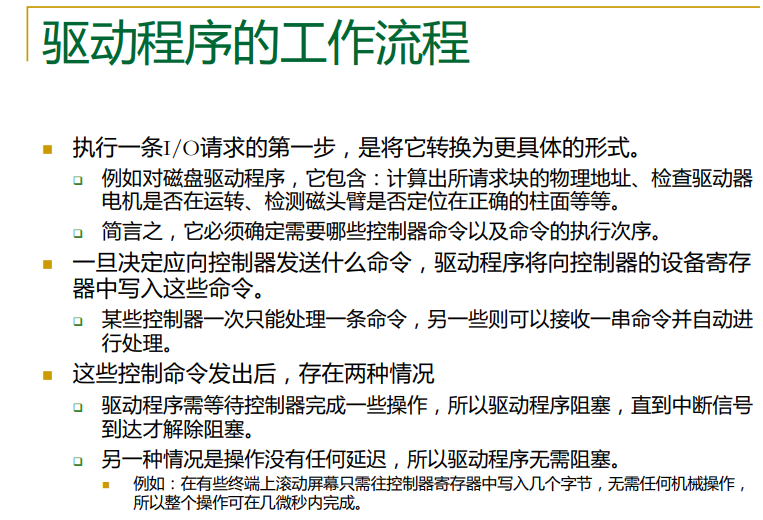 驱动程序的工作流程
执行一条I/O请求的第一步，是将它转换为更具体的形式。
例如对磁盘驱动程序，它包含：计算出所请求块的物理地址、检查驱动器
电机是否在运转、检测磁头臂是否定位在正确的柱面等等。
简言之，它必须确定需要哪些控制器命令以及命令的执行次序。
一旦决定应向控制器发送什么命令，驱动程序将向控制器的设备寄存
器中写入这些命令。
某些控制器一次只能处理一条命令，另一些则可以接收一串命令并自动进
行处理。
这些控制命令发出后，存在两种情况
驱动程序需等待控制器完成一些操作，所以驱动程序阻塞，直到中断信号
到达才解除阻塞。
另一种情况是操作没有任何延迟，所以驱动程序无需阻塞。
例如：在有些终端上滚动屏幕只需往控制器寄存器中写入几个字节，无需任何机械操作，
所以整个操作可在几微秒内完成。